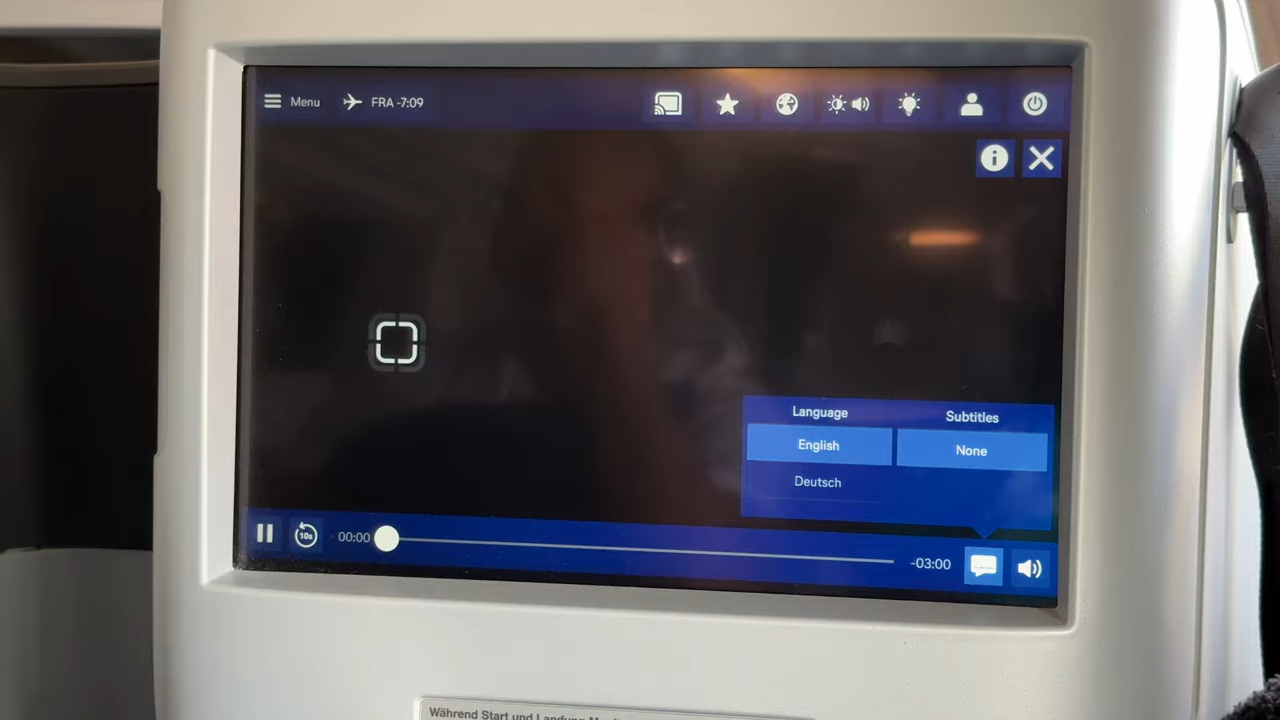 Menu
FRA -7:09
Language
Subtitles
English
None
Deutsch
10s
00:00
-03:00
Während Start und Landung